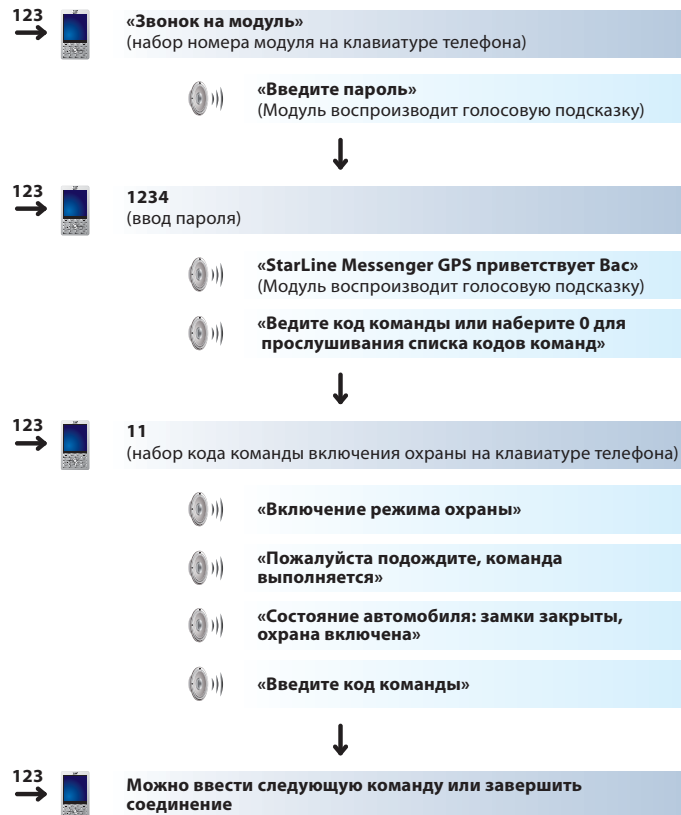 123
«Звонок на модуль»
(набор номера модуля на клавиатуре телефона)
«Введите пароль»
(Модуль воспроизводит голосовую подсказку)
123
1234
(ввод пароля)
«StarLine Messenger GPS приветствует Вас»
(Модуль воспроизводит голосовую подсказку)
«Ведите код команды или наберите 0 для
прослушивания списка кодов команд»
123
11
(набор кода команды включения охраны на клавиатуре телефона)
«Включение режима охраны»
«Пожалуйста подождите, команда
выполняется»
«Состояние автомобиля: замки закрыты,
охрана включена»
«Введите код команды»
123
Можно ввести следующую команду или завершить
соединение